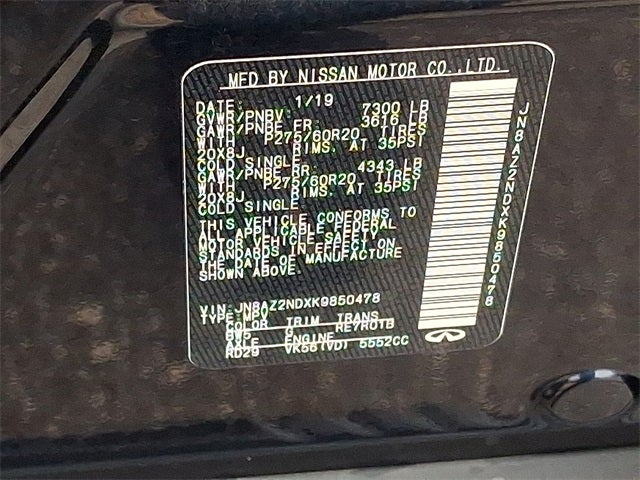 MFD BY NISSAN MOTOR CO.,LTD.
DATE: 1/19
GVWR/PNBV: 7300 LB
GAWR/PNBE FR: 3616 LB
WITH P275/60R20 TIRES
20X8J RIMS. AT 35PSI
COLD SINGLE
GAWR/PNBE RR. 4343 LB
WITH P275/60R20 TIRES
20X8J RIMS. AT 35PSI
COLD SINGLE
THIS VEHICLE CONFORMS TO
ALL APPLICABLE FEDERAL
MOTOR VEHICLE SAFETY
STANDARDS IN EFFECT ON
THE DATE OF MANUFACTURE
SHOWN ABOVE.
VIN: JN8AZ2NDXK9850478
TYPE:MPV
COLOR TRIM TRANS
BW5 G RE7R01B
AXLE ENGINE
RD29 VK56(VD) 5552CC
JN8AZ2NDXK9850478